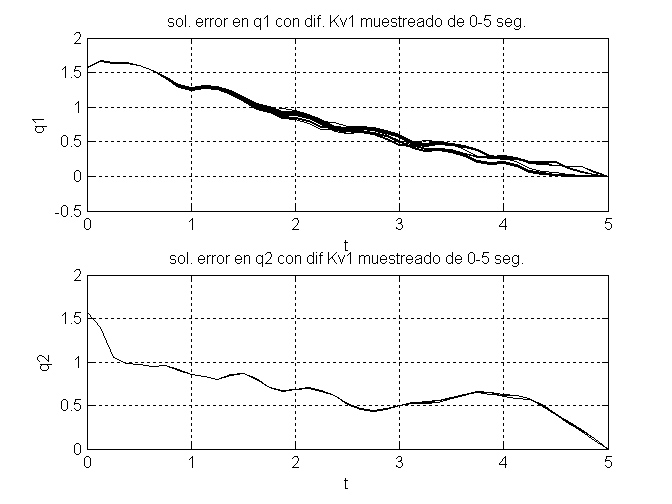 sol. error en q1 con dif. Kv1 muestreado de 0-5 seg.
2
1.5
1
0.5
0
-0.5
q1
0 1 2 3 4 5
t
sol. error en q2 con dif Kv1 muestreado de 0-5 seg.
2
1.5
1
0.5
0
q2
0 1 2 3 4 5
t